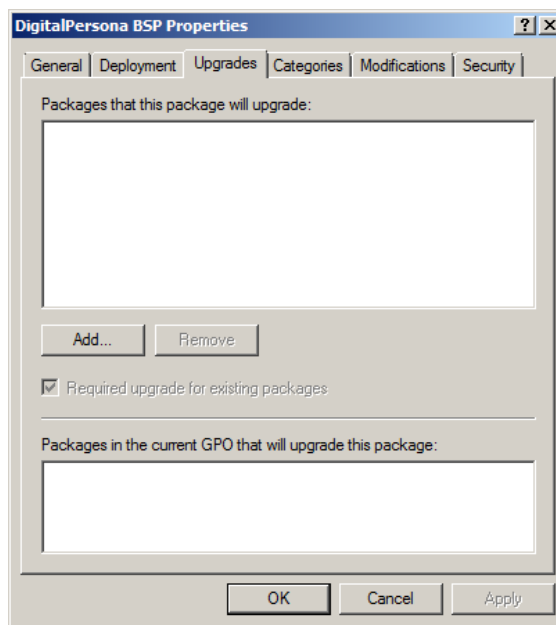 DigitalPersona BSP Properties
General Deployment Upgrades Categories Modifications Security
Packages that this package will upgrade:
Add... Remove
Required upgrade for existing packages
Packages in the current GPO that will upgrade this package:
OK Cancel Apply